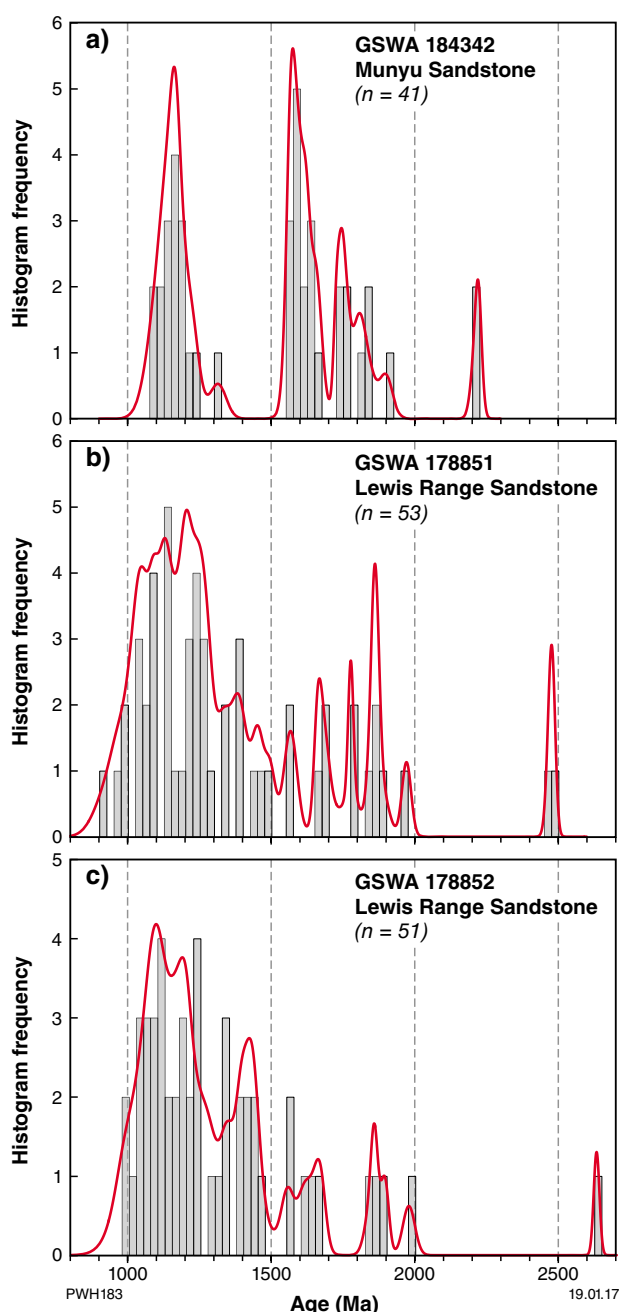 a)
GSWA 184342
Munyu Sandstone
(n = 41)
Histogram frequency
6
5
4
3
2
1
0
b)
GSWA 178851
Lewis Range Sandstone
(n = 53)
Histogram frequency
6
5
4
3
2
1
0
c)
GSWA 178852
Lewis Range Sandstone
(n = 51)
Histogram frequency
5
4
3
2
1
0
1000 1500 2000 2500
PWH183 Age (Ma) 19.01.17